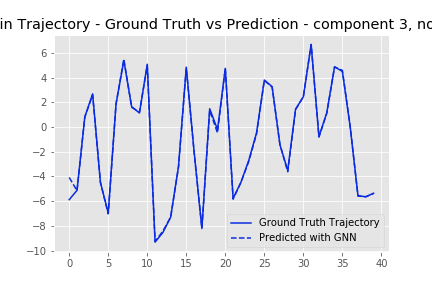 in Trajectory - Ground Truth vs Prediction - component 3, no
6
4
2
0
−2
−4
−6
−8
−10
0 5 10 15 20 25 30 35 40
Ground Truth Trajectory
Predicted with GNN